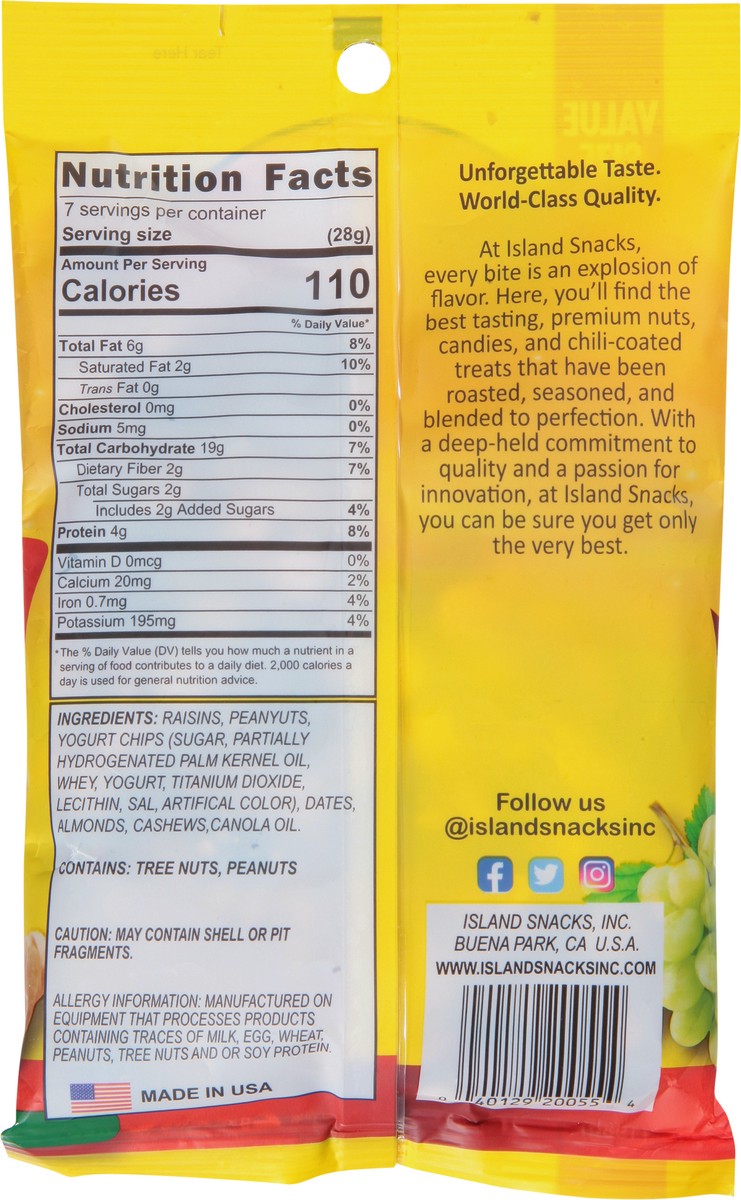 Tear Here
VALUE
Nutrition Facts
7 servings per container
Serving size (28g)
Amount Per Serving
Calories 110
% Daily Value*
Total Fat 6g 8%
Saturated Fat 2g 10%
Trans Fat 0g
Cholesterol 0mg 0%
Sodium 5mg 0%
Total Carbohydrate 19g 7%
Dietary Fiber 2g 7%
Total Sugars 2g
Includes 2g Added Sugars 4%
Protein 4g 8%
Vitamin D 0mcg 0%
Calcium 20mg 2%
Iron 0.7mg 4%
Potassium 195mg 4%
*The % Daily Value (DV) tells you how much a nutrient in a
serving of food contributes to a daily diet. 2,000 calories a
day is used for general nutrition advice.
INGREDIENTS: RAISINS, PEANYUTS,
YOGURT CHIPS (SUGAR, PARTIALLY
HYDROGENATED PALM KERNEL OIL,
WHEY, YOGURT, TITANIUM DIOXIDE,
LECITHIN, SAL, ARTIFICAL COLOR), DATES,
ALMONDS, CASHEWS,CANOLA OIL.
CONTAINS: TREE NUTS, PEANUTS
CAUTION: MAY CONTAIN SHELL OR PIT
FRAGMENTS.
ALLERGY INFORMATION: MANUFACTURED ON
EQUIPMENT THAT PROCESSES PRODUCTS
CONTAINING TRACES OF MILK, EGG, WHEAT,
PEANUTS, TREE NUTS AND OR SOY PROTEIN.
MADE IN USA
Unforgettable Taste.
World-Class Quality.
At Island Snacks,
every bite is an explosion of
flavor. Here, you'll find the
best tasting, premium nuts,
candies, and chili-coated
treats that have been
roasted, seasoned, and
blended to perfection. With
a deep-held commitment to
quality and a passion for
innovation, at Island Snacks,
you can be sure you get only
the very best.
Follow us
@islandsnacksinc
ISLAND SNACKS, INC.
BUENA PARK, CA U.S.A.
WWW.ISLANDSNACKSINC.COM
0 40129 20055 4